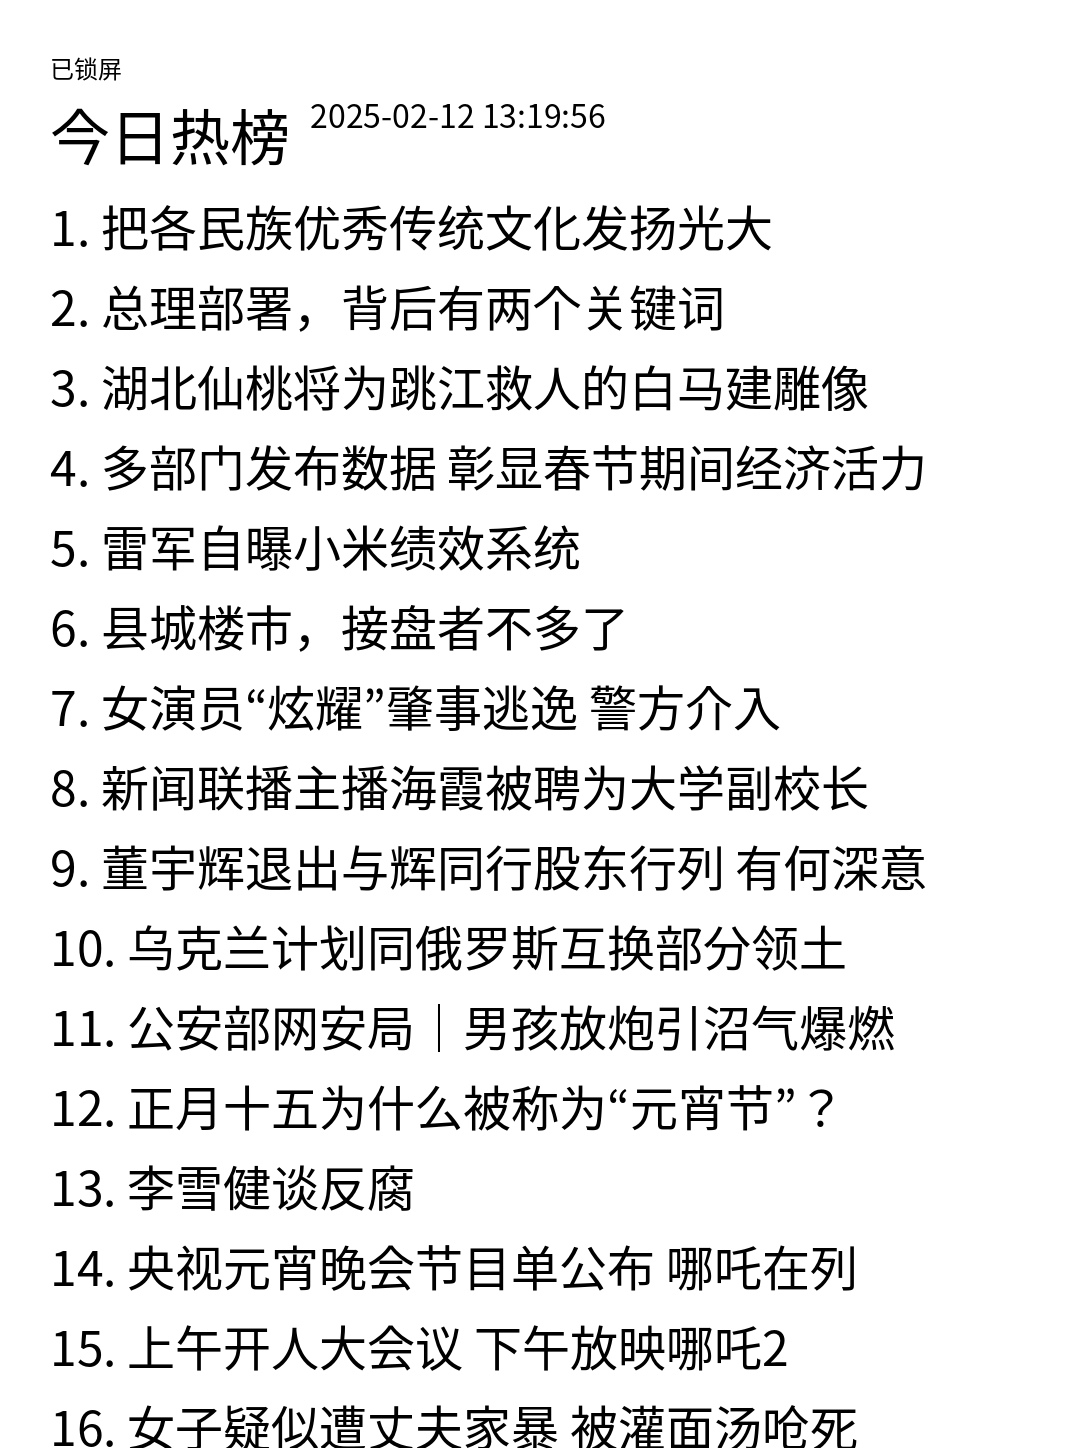 已锁屏
今日热榜 2025-02-12 13:19:56
1. 把各民族优秀传统文化发扬光大
2. 总理部署，背后有两个关键词
3. 湖北仙桃将为跳江救人的白马建雕像
4. 多部门发布数据 彰显春节期间经济活力
5. 雷军自曝小米绩效系统
6. 县城楼市，接盘者不多了
7. 女演员“炫耀”肇事逃逸 警方介入
8. 新闻联播主播海霞被聘为大学副校长
9. 董宇辉退出与辉同行股东行列 有何深意
10. 乌克兰计划同俄罗斯互换部分领土
11. 公安部网安局｜男孩放炮引沼气爆燃
12. 正月十五为什么被称为“元宵节”？
13. 李雪健谈反腐
14. 央视元宵晚会节目单公布 哪吒在列
15. 上午开人大会议 下午放映哪吒2
16. 女子疑似遭丈夫家暴 被灌面汤呛死